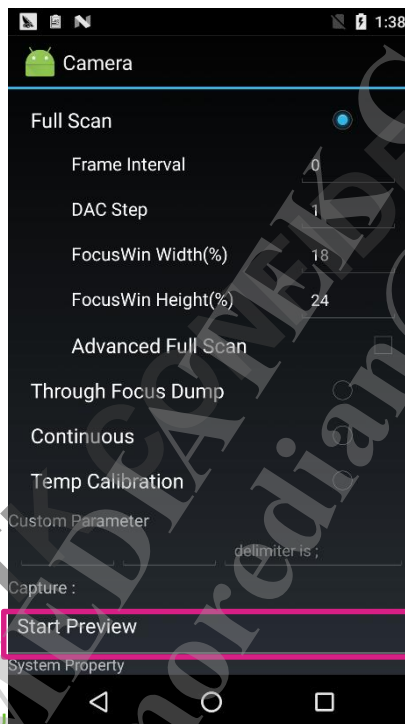 1:38
Camera
Full Scan
Frame Interval 0
DAC Step 1
FocusWin Width(%) 18
FocusWin Height(%) 24
Advanced Full Scan
Through Focus Dump
Continuous
Temp Calibration
Custom Parameter
delimiter is ;
Capture :
Start Preview
System Property
MEDIATEK